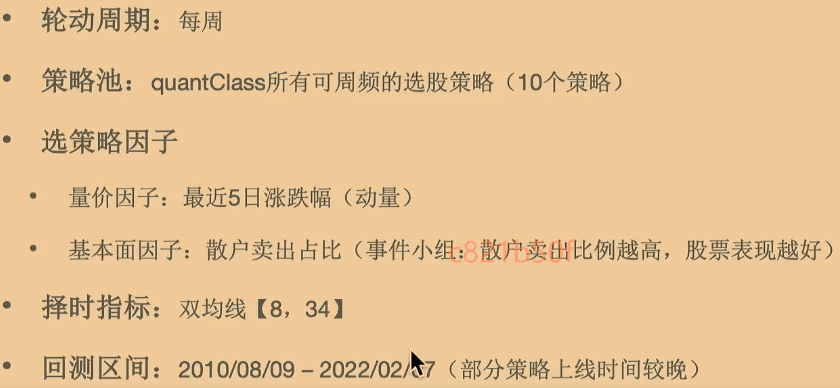 • 轮动周期：每周
• 策略池：quantClass所有可周频的选股策略（10个策略）
• 选策略因子
• 量价因子：最近5日涨跌幅（动量）
• 基本面因子：散户卖出占比（事件小组：散户卖出比例越高，股票表现越好）
• 择时指标：双均线【8，34】
• 回测区间：2010/08/09 – 2022/02/ 7（部分策略上线时间较晚）